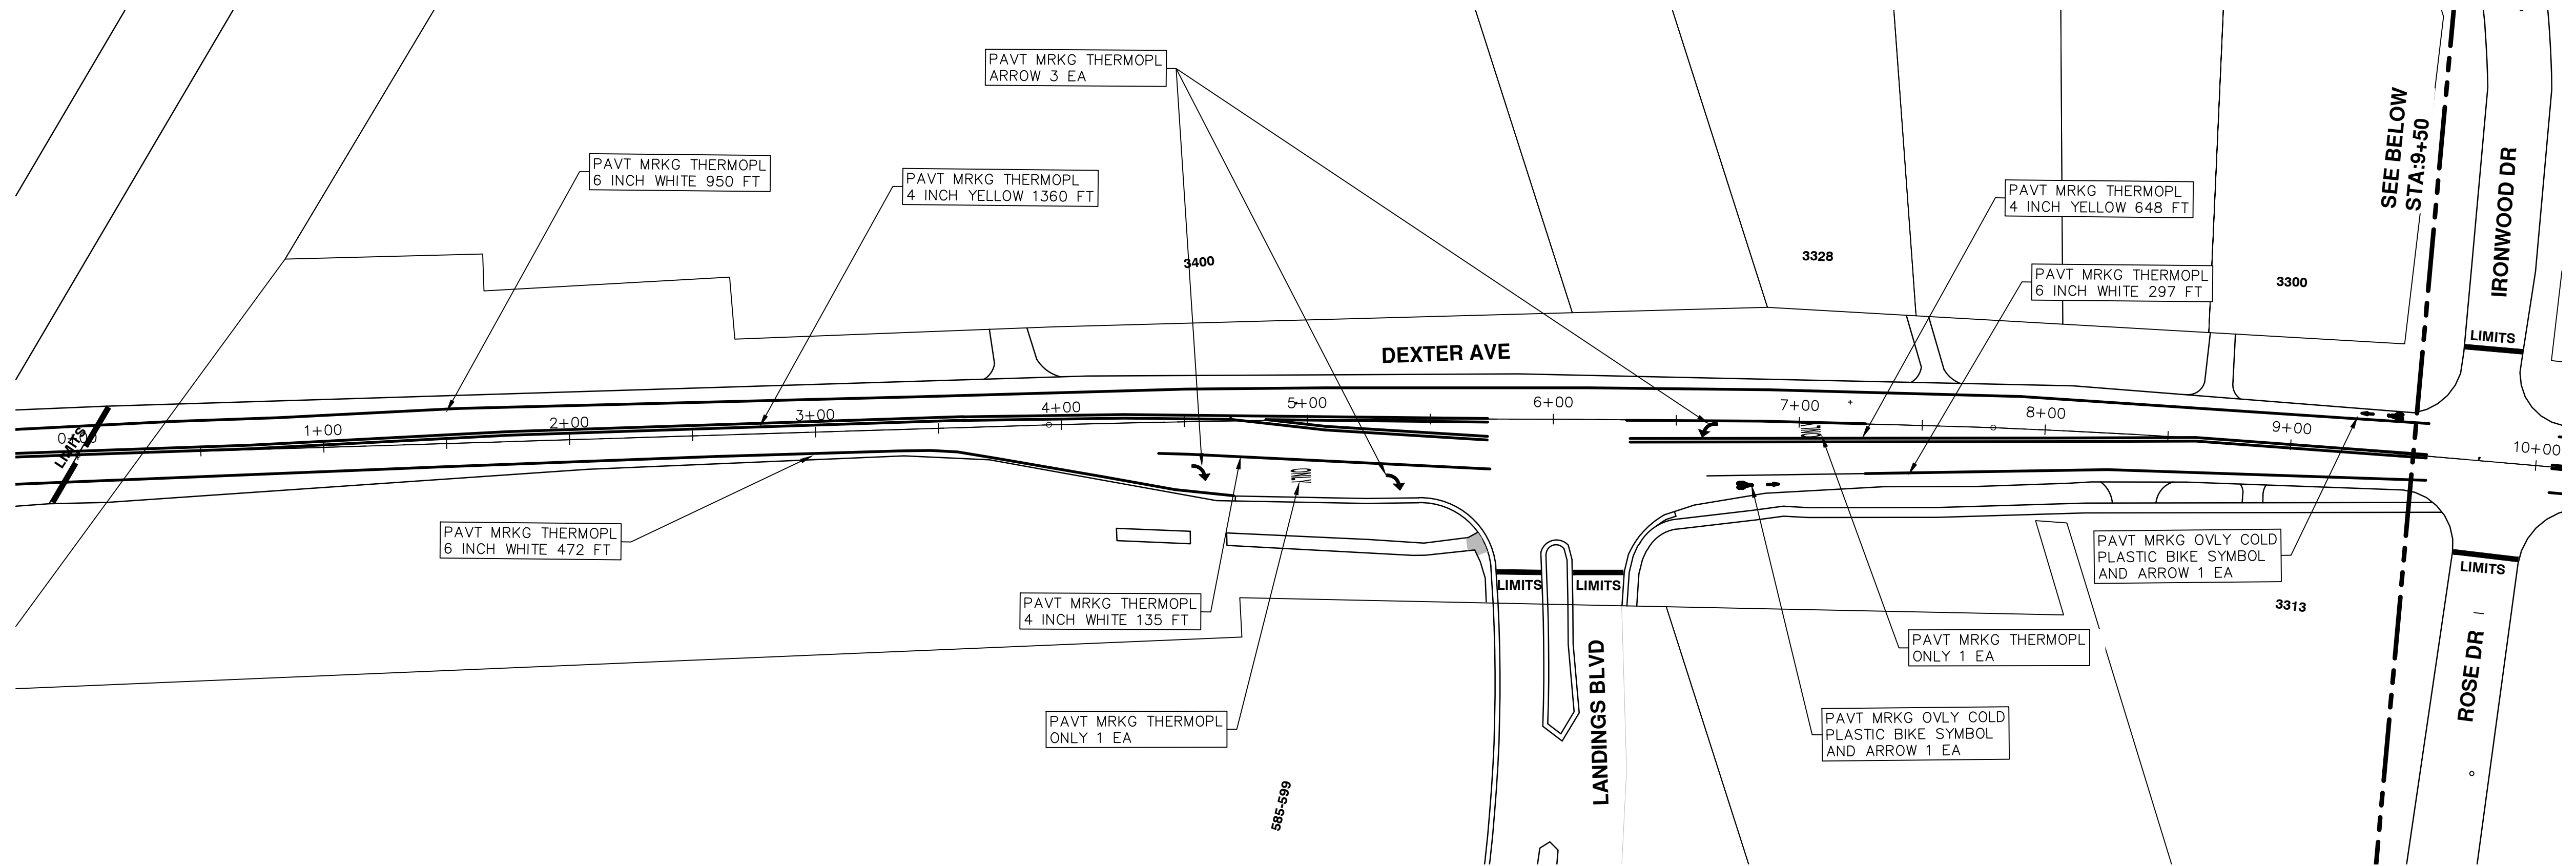 PAVT MRKG THERMOPL
ARROW 3 EA
PAVT MRKG THERMOPL
6 INCH WHITE 950 FT
PAVT MRKG THERMOPL
4 INCH YELLOW 1360 FT
PAVT MRKG THERMOPL
4 INCH YELLOW 648 FT
SEE BELOW
STA:9+50
IRONWOOD DR
3400
3328
PAVT MRKG THERMOPL
6 INCH WHITE 297 FT
3300
LIMITS
DEXTER AVE
LIMITS
1+00
2+00
3+00
4+00
5+00
6+00
7+00
8+00
9+00
10+00
ONLY
ONLY
PAVT MRKG THERMOPL
6 INCH WHITE 472 FT
PAVT MRKG OVLY COLD
PLASTIC BIKE SYMBOL
AND ARROW 1 EA
LIMITS
LIMITS
LIMITS
PAVT MRKG THERMOPL
4 INCH WHITE 135 FT
3313
PAVT MRKG THERMOPL
ONLY 1 EA
PAVT MRKG THERMOPL
ONLY 1 EA
LANDINGS BLVD
ROSE DR
PAVT MRKG OVLY COLD
PLASTIC BIKE SYMBOL
AND ARROW 1 EA
585-599